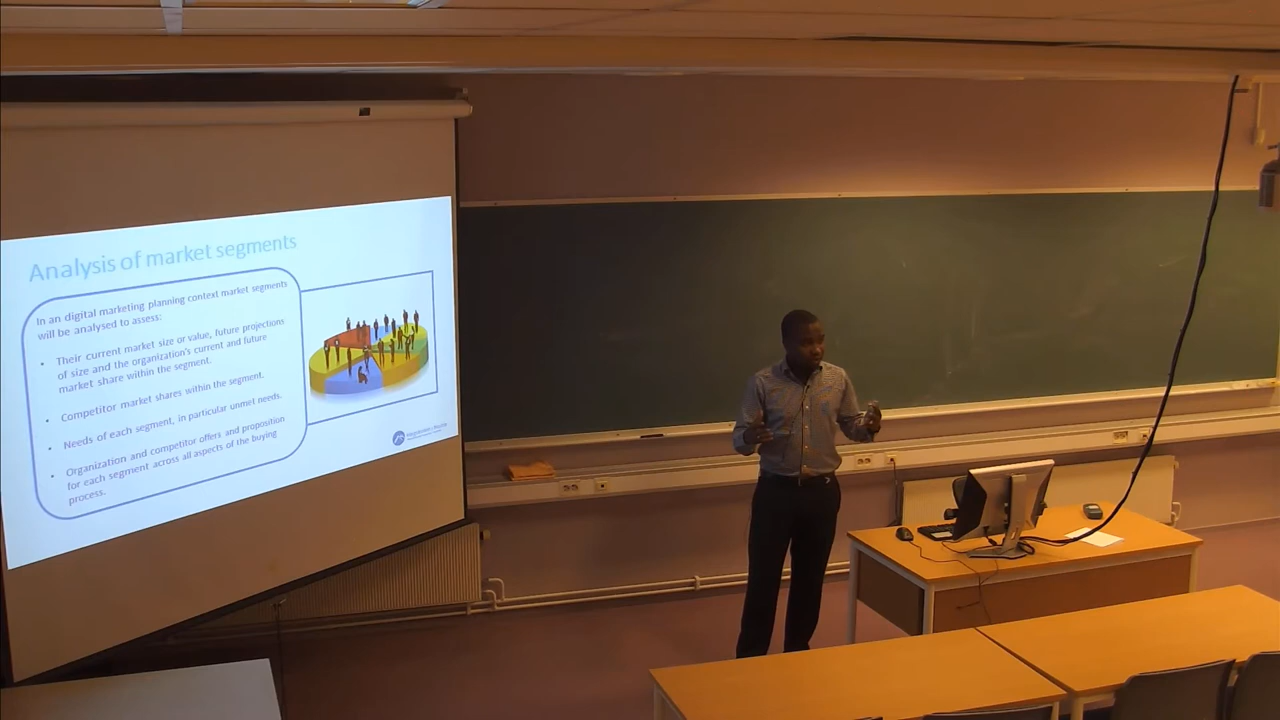 Analysis of market segments
In an digital marketing planning context market segments
will be analysed to assess:
• Their current market size or value, future projections
of size and the organization's current and future
market share within the segment.
• Competitor market shares within the segment.
• Needs of each segment, in particular unmet needs.
• Organization and competitor offers and proposition
for each segment across all aspects of the buying
process.